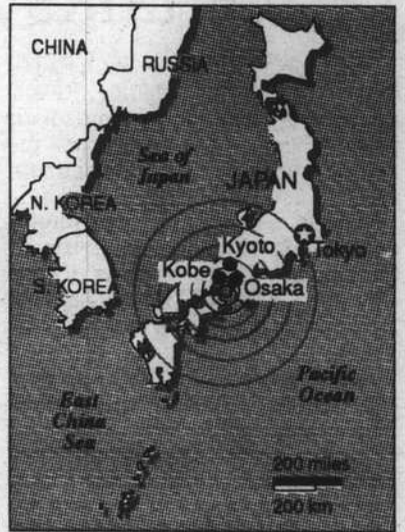 CHINA
RUSSIA
Sea of
Japan
JAPAN
N. KOREA
Kyoto
Tokyo
Kobe
Osaka
S. KOREA
Pacific
Ocean
East
China
Sea
200 miles
200 km